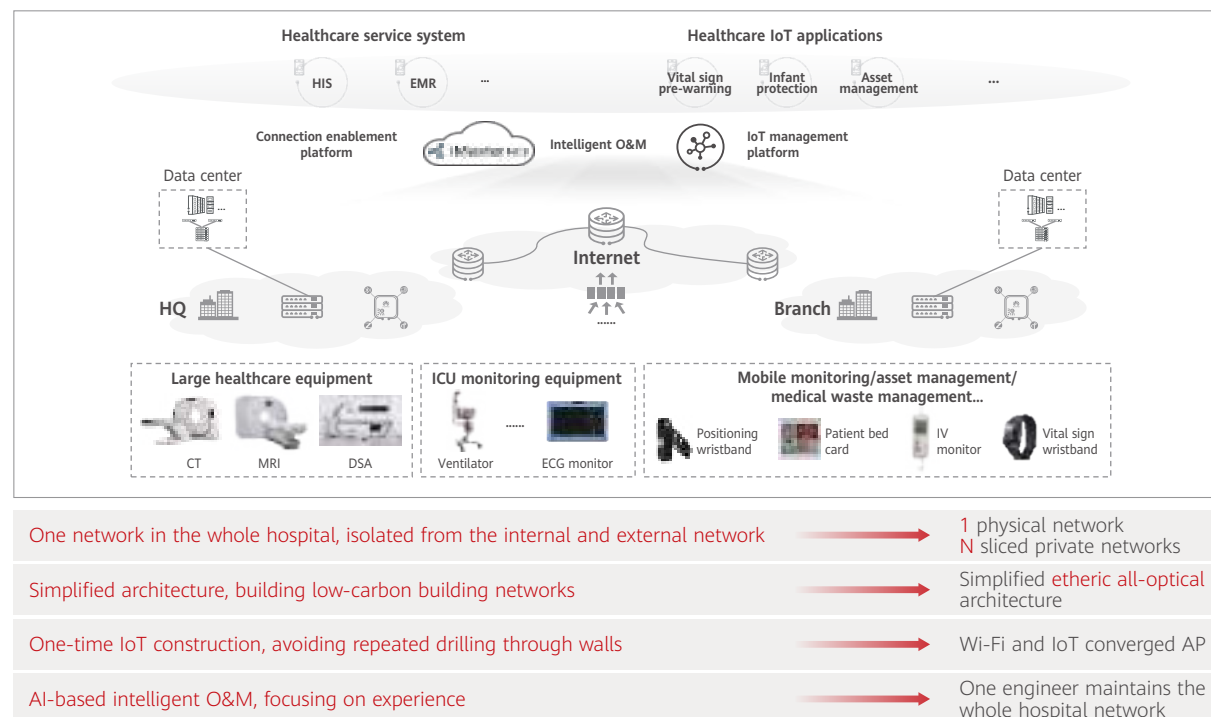 Healthcare service system
Healthcare IoT applications
HIS
EMR
...
Vital sign
pre-warning
Infant
protection
Asset
management
...
Connection enablement
platform
Intelligent O&M
IoT management
platform
Data center
...
Data center
...
Internet
HQ
......
Branch
Large healthcare equipment
CT
MRI
DSA
ICU monitoring equipment
......
Ventilator
ECG monitor
Mobile monitoring/asset management/
medical waste management...
Positioning
wristband
Patient bed
card
IV
monitor
Vital sign
wristband
One network in the whole hospital, isolated from the internal and external network
1 physical network
N sliced private networks
Simplified architecture, building low-carbon building networks
Simplified etheric all-optical
architecture
One-time IoT construction, avoiding repeated drilling through walls
Wi-Fi and IoT converged AP
AI-based intelligent O&M, focusing on experience
One engineer maintains the
whole hospital network